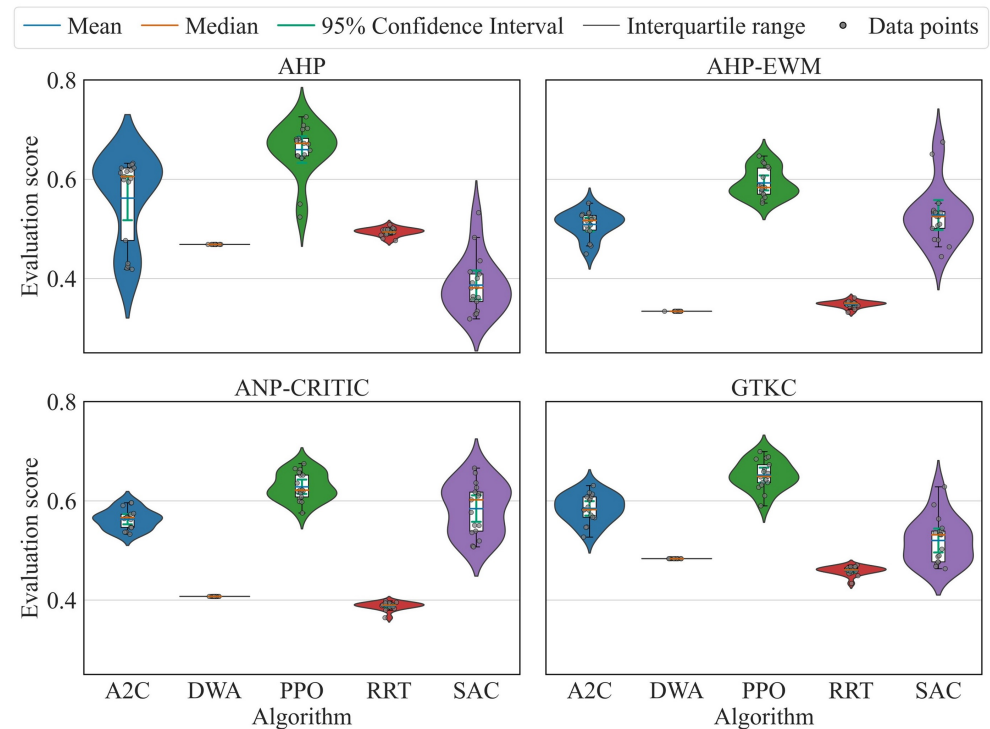 Mean Median 95% Confidence Interval Interquartile range Data points
AHP AHP-EWM
0.8
0.6
0.4
Evaluation score
ANP-CRITIC GTKC
0.8
0.6
0.4
Evaluation score
A2C DWA PPO RRT SAC A2C DWA PPO RRT SAC
Algorithm Algorithm